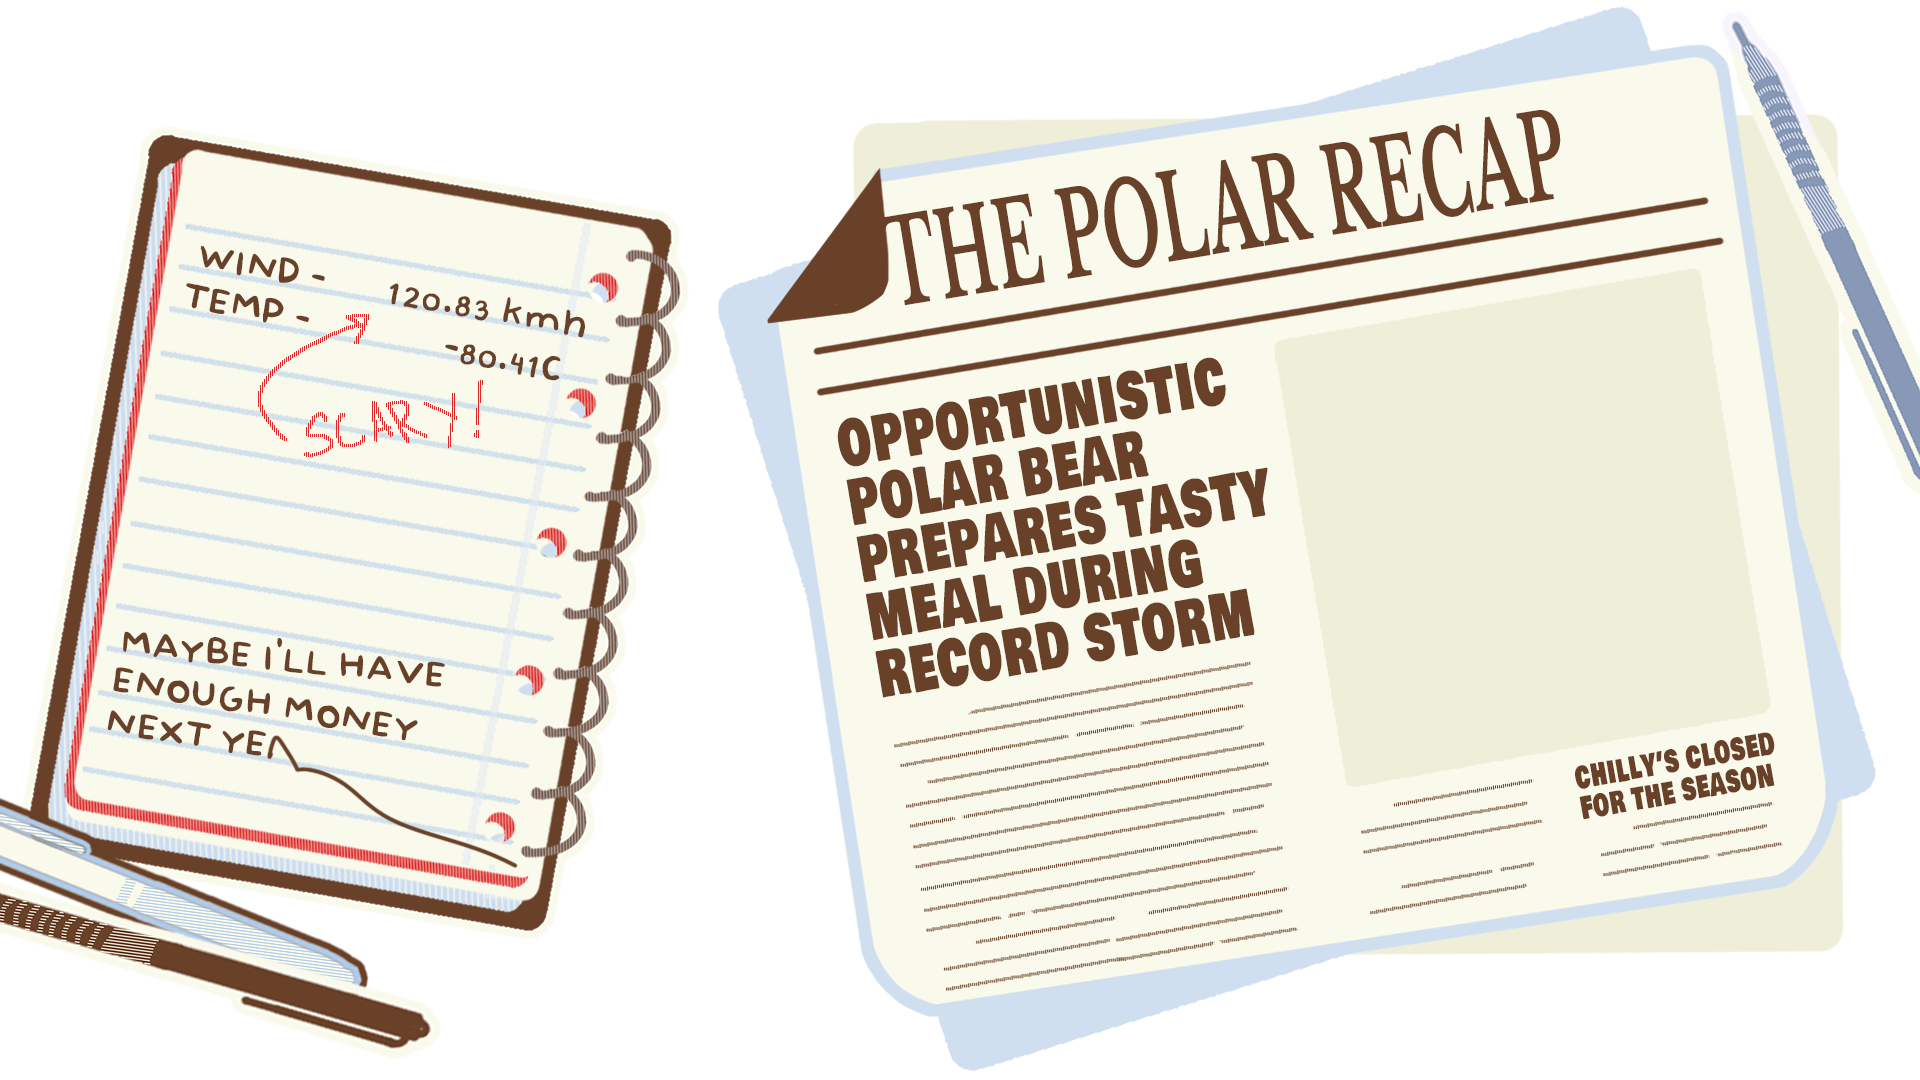 WIND - 120.83 kmh
TEMP - -80.41C
SCARY!
MAYBE I'LL HAVE
ENOUGH MONEY
NEXT YEA
THE POLAR RECAP
OPPORTUNISTIC
POLAR BEAR
PREPARES TASTY
MEAL DURING
RECORD STORM
CHILLY'S CLOSED
FOR THE SEASON